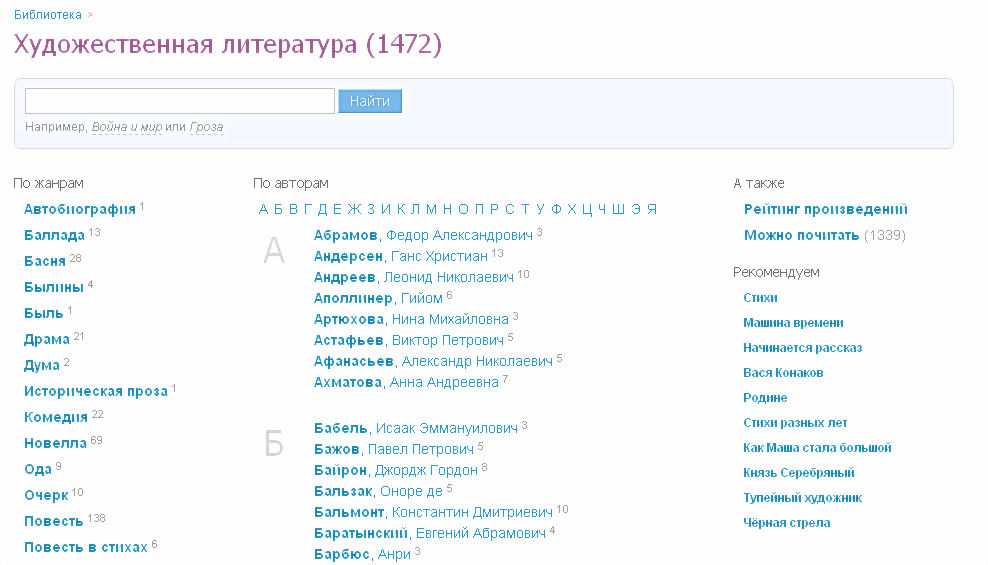 Библиотека >
Художественная литература (1472)
Найти
Например, Война и мир или Гроза
По жанрам
Автобиография 1
Баллада 13
Басня 28
Былины 4
Быль 1
Драма 21
Дума 2
Историческая проза 1
Комедия 22
Новелла 69
Ода 9
Очерк 10
Повесть 138
Повесть в стихах 6
По авторам
А Б В Г Д Е Ж З И К Л М Н О П Р С Т У Ф Х Ц Ч Ш Э Я
А
Абрамов, Федор Александрович 3
Андерсен, Ганс Христиан 13
Андреев, Леонид Николаевич 10
Аполлинер, Гийом 6
Артюхова, Нина Михайловна 3
Астафьев, Виктор Петрович 5
Афанасьев, Александр Николаевич 5
Ахматова, Анна Андреевна 7
Б
Бабель, Исаак Эммануилович 3
Бажов, Павел Петрович 5
Байрон, Джордж Гордон 8
Бальзак, Оноре де 5
Бальмонт, Константин Дмитриевич 10
Баратынский, Евгений Абрамович 4
Барбюс, Анри 3
А также
Рейтинг произведений
Можно почитать (1339)
Рекомендуем
Стихи
Машина времени
Начинается рассказ
Вася Конаков
Родине
Стихи разных лет
Как Маша стала большой
Князь Серебряный
Тупейный художник
Чёрная стрела